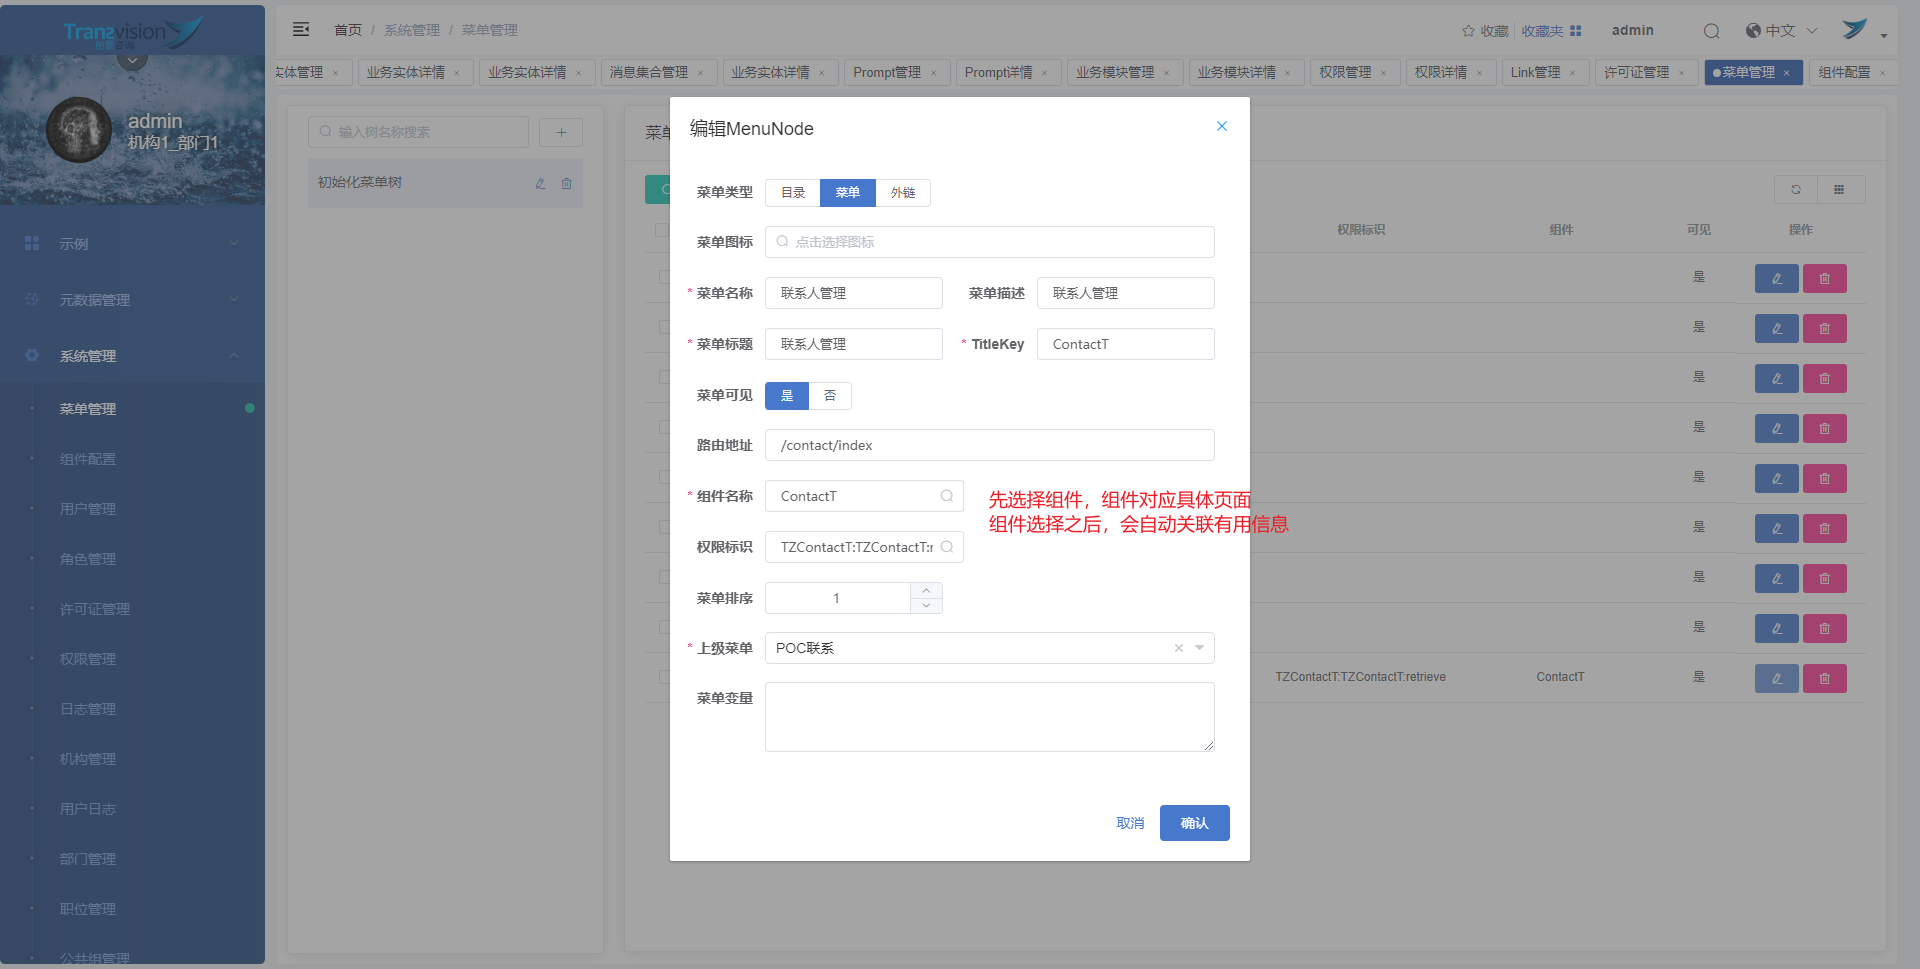 Tranzvision
创景咨询
首页 / 系统管理 / 菜单管理
收藏
收藏夹
admin
中文
实体管理 ×
业务实体详情 ×
业务实体详情 ×
消息集合管理 ×
业务实体详情 ×
Prompt管理 ×
Prompt详情 ×
业务模块管理 ×
业务模块详情 ×
权限管理 ×
权限详情 ×
Link管理 ×
许可证管理 ×
菜单管理 ×
组件配置 ×
admin
机构1_部门1
示例
元数据管理
系统管理
菜单管理
组件配置
用户管理
角色管理
许可证管理
权限管理
日志管理
机构管理
用户日志
部门管理
职位管理
公共组管理
输入树名称搜索
初始化菜单树
菜单
编辑MenuNode
菜单类型 目录 菜单 外链
菜单图标 点击选择图标
* 菜单名称 联系人管理 菜单描述 联系人管理
* 菜单标题 联系人管理 * TitleKey ContactT
菜单可见 是 否
路由地址 /contact/index
* 组件名称 ContactT
先选择组件，组件对应具体页面
组件选择之后，会自动关联有用信息
权限标识 TZContactT:TZContactT:r
菜单排序 1
* 上级菜单 POC联系
菜单变量
取消 确认
权限标识 组件 可见 操作
是
是
是
是
是
是
是
是
TZContactT:TZContactT:retrieve ContactT 是